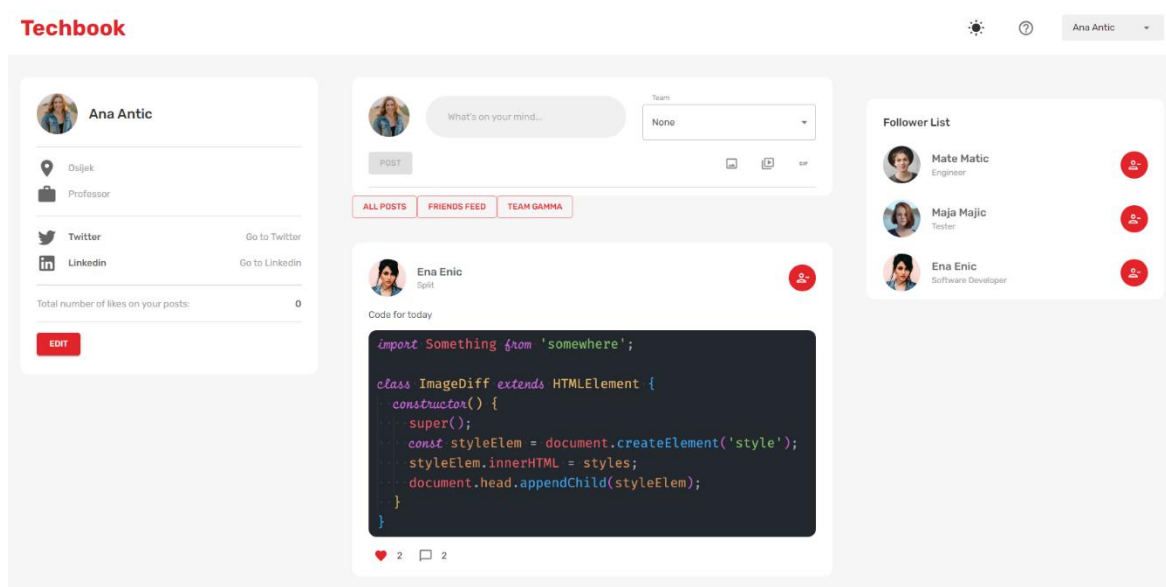 Techbook
Ana Antic
Ana Antic
Osijek
Professor
Twitter Go to Twitter
Linkedin Go to Linkedin
Total number of likes on your posts: 0
EDIT
What's on your mind...
Team
None
POST
GIF
ALL POSTS FRIENDS FEED TEAM GAMMA
Ena Enic
Split
Code for today
import Something from 'somewhere';
class ImageDiff extends HTMLElement {
constructor() {
super();
const styleElem = document.createElement('style');
styleElem.innerHTML = styles;
document.head.appendChild(styleElem);
}
}
2 2
Follower List
Mate Matic
Engineer
Maja Majic
Tester
Ena Enic
Software Developer